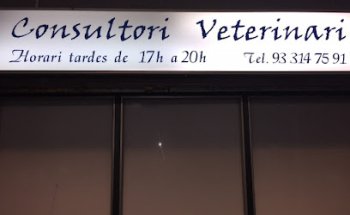 Consultori Veterinari
Horari tardes de 17h a 20h Tel. 93 314 75 91